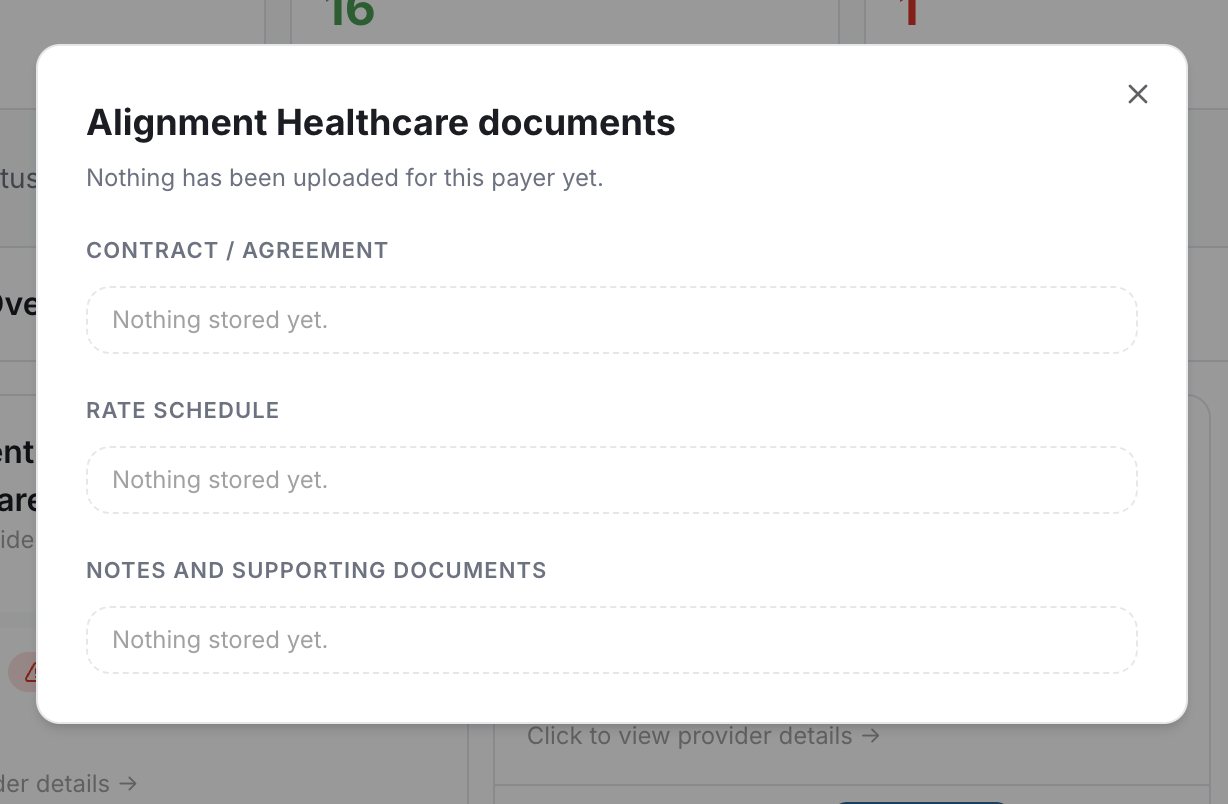 16
1
Alignment Healthcare documents
Nothing has been uploaded for this payer yet.
CONTRACT / AGREEMENT
Nothing stored yet.
RATE SCHEDULE
Nothing stored yet.
NOTES AND SUPPORTING DOCUMENTS
Nothing stored yet.
Click to view provider details →
details →